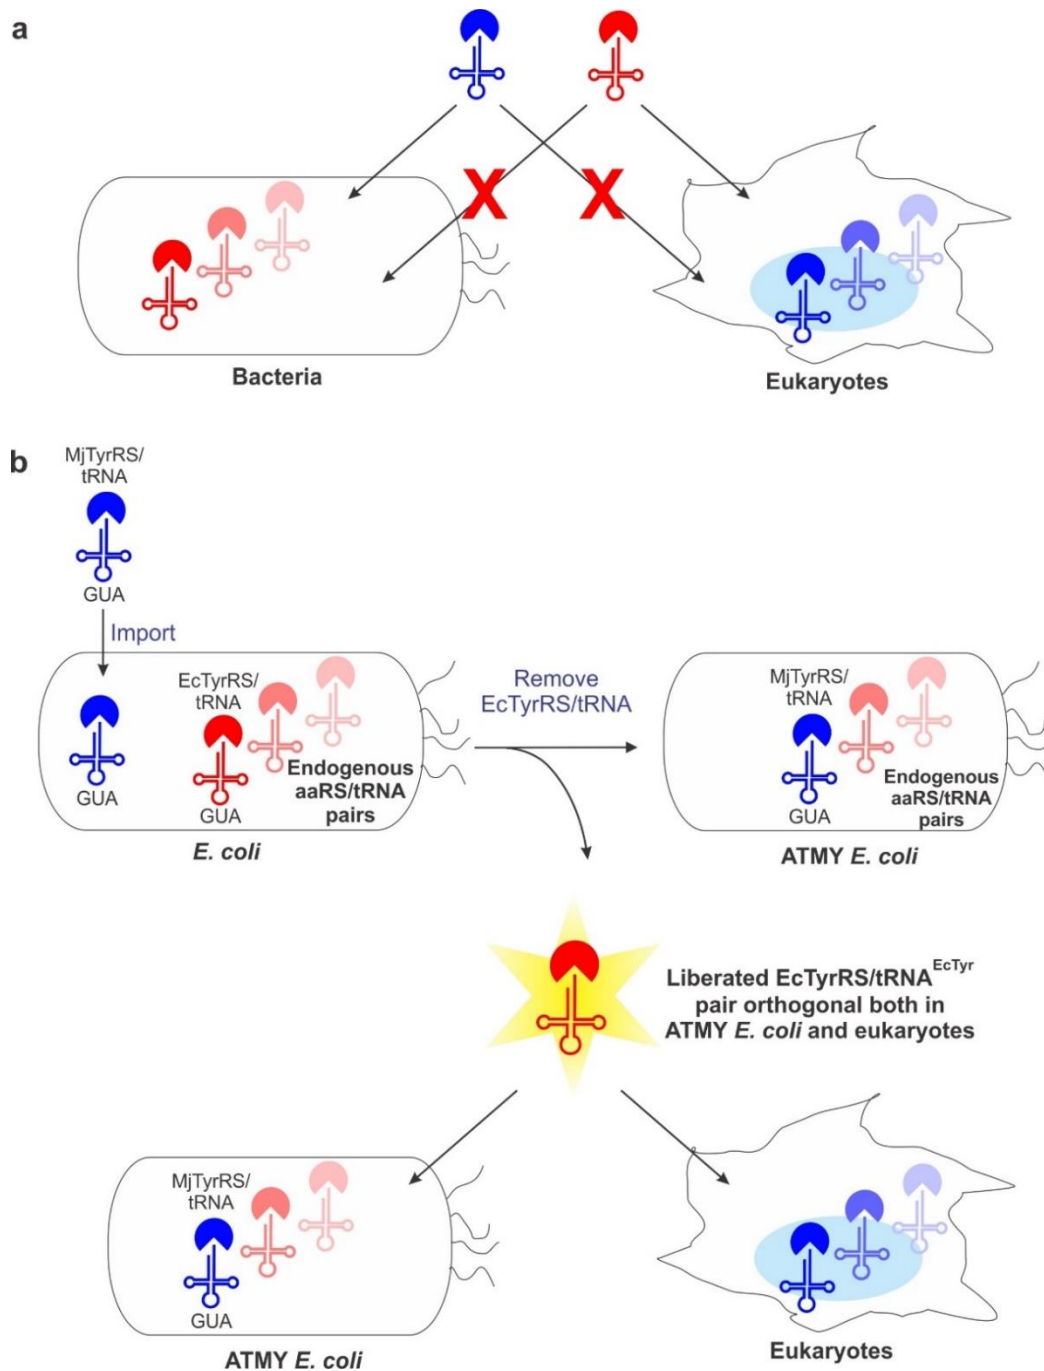 a
X
X
Bacteria
Eukaryotes
b
MjTyrRS/
tRNA
GUA
Import
EcTyrRS/
tRNA
GUA
GUA
Endogenous
aaRS/tRNA
pairs
E. coli
Remove
EcTyrRS/tRNA
MjTyrRS/
tRNA
GUA
Endogenous
aaRS/tRNA
pairs
ATMY E. coli
Liberated EcTyrRS/tRNA^EcTyr
pair orthogonal both in
ATMY E. coli and eukaryotes
MjTyrRS/
tRNA
GUA
ATMY E. coli
Eukaryotes